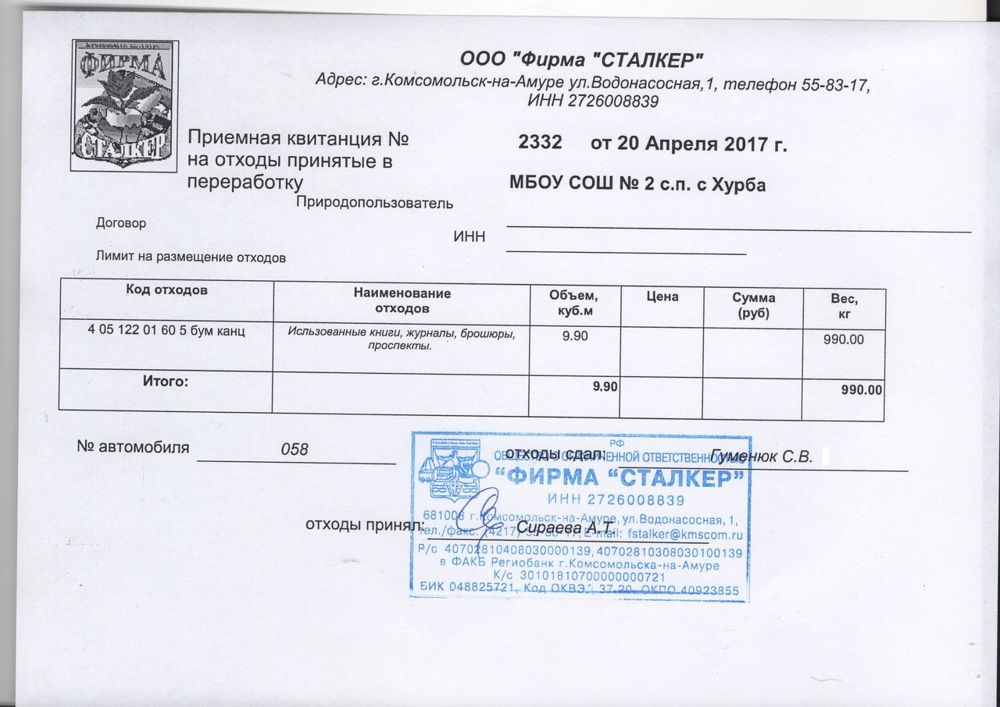 ФИРМА
СТАЛКЕР
ООО "Фирма "СТАЛКЕР"
Адрес: г.Комсомольск-на-Амуре ул.Водонасосная,1, телефон 55-83-17,
ИНН 2726008839
Приемная квитанция № 2332 от 20 Апреля 2017 г.
на отходы принятые в
переработку
МБОУ СОШ № 2 с.п. с Хурба
Природопользователь
Договор
ИНН
Лимит на размещение отходов
Код отходов Наименование отходов Объем, куб.м Цена Сумма (руб) Вес, кг
4 05 122 01 60 5 бум канц Исльзованные книги, журналы, брошюры, 9.90 990.00
проспекты.
Итого: 9.90 990.00
№ автомобиля 058
отходы сдал: Гуменюк С.В.
отходы принял: Сираева А.Т.
РФ
ОБЩЕСТВО С ОГРАНИЧЕННОЙ ОТВЕТСТВЕННОСТЬЮ
"ФИРМА "СТАЛКЕР"
ИНН 2726008839
681008 г.Комсомольск-на-Амуре, ул.Водонасосная, 1,
тел./факс: (4217) E-mail: fstalker@kmscom.ru
Р/с 40702810408030000139, 40702810308030100139
в ФАКБ Региобанк г.Комсомольска-на-Амуре
К/с 30101810700000000721
БИК 048825721, Код ОКВЭД 37.20, ОКПО 40923855